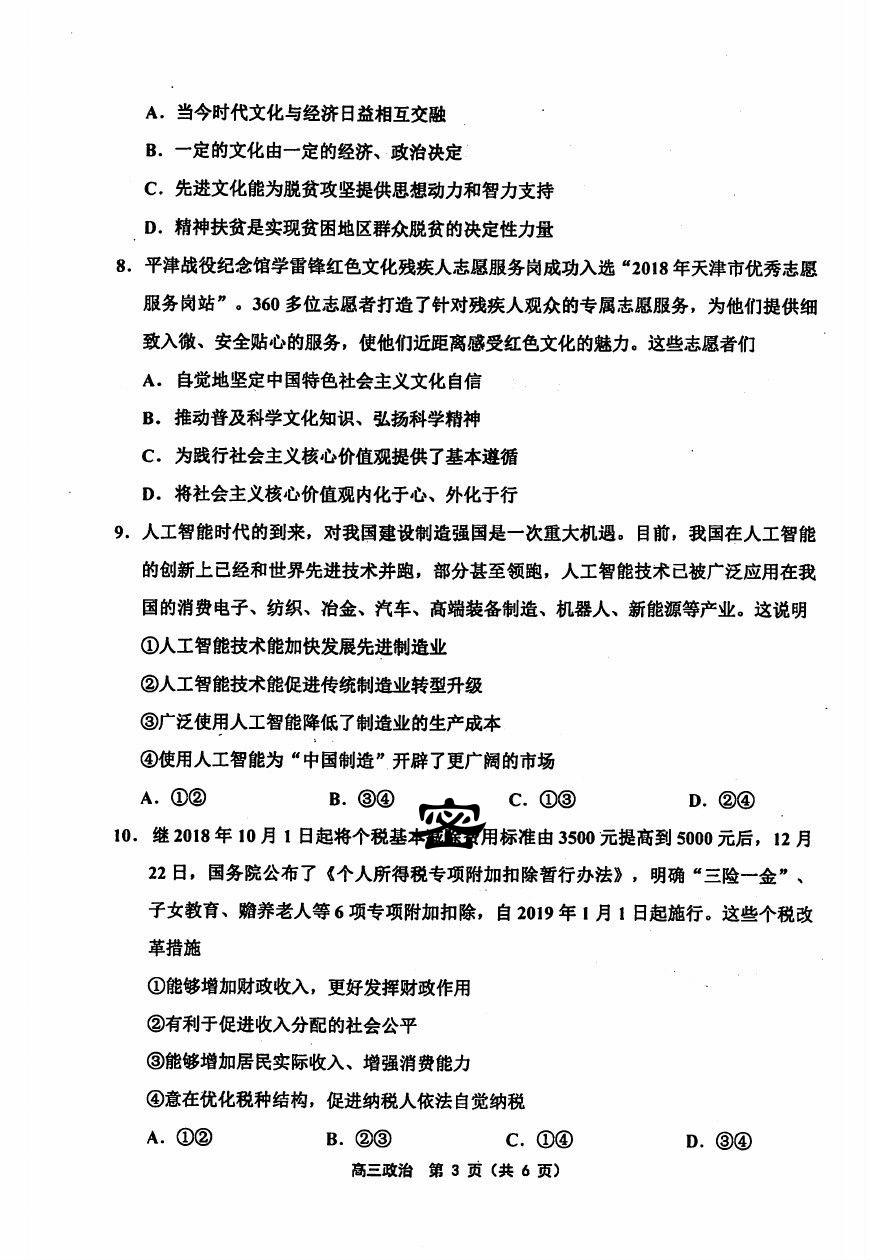 A．当今时代文化与经济日益相互交融
B．一定的文化由一定的经济、政治决定
C．先进文化能为脱贫攻坚提供思想动力和智力支持
D．精神扶贫是实现贫困地区群众脱贫的决定性力量
8．平津战役纪念馆学雷锋红色文化残疾人志愿服务岗成功入选“2018 年天津市优秀志愿
服务岗站”。360 多位志愿者打造了针对残疾人观众的专属志愿服务，为他们提供细
致入微、安全贴心的服务，使他们近距离感受红色文化的魅力。这些志愿者们
A．自觉地坚定中国特色社会主义文化自信
B．推动普及科学文化知识、弘扬科学精神
C．为践行社会主义核心价值观提供了基本遵循
D．将社会主义核心价值观内化于心、外化于行
9．人工智能时代的到来，对我国建设制造强国是一次重大机遇。目前，我国在人工智能
的创新上已经和世界先进技术并跑，部分甚至领跑，人工智能技术已被广泛应用在我
国的消费电子、纺织、冶金、汽车、高端装备制造、机器人、新能源等产业。这说明
①人工智能技术能加快发展先进制造业
②人工智能技术能促进传统制造业转型升级
③广泛使用人工智能降低了制造业的生产成本
④使用人工智能为“中国制造”开辟了更广阔的市场
A．①② B．③④ C．①③ D．②④
密
10．继 2018 年 10 月 1 日起将个税基本减除费用标准由 3500 元提高到 5000 元后，12 月
22 日，国务院公布了《个人所得税专项附加扣除暂行办法》，明确“三险一金”、
子女教育、赡养老人等 6 项专项附加扣除，自 2019 年 1 月 1 日起施行。这些个税改
革措施
①能够增加财政收入，更好发挥财政作用
②有利于促进收入分配的社会公平
③能够增加居民实际收入、增强消费能力
④意在优化税种结构，促进纳税人依法自觉纳税
A．①② B．②③ C．①④ D．③④
高三政治 第 3 页（共 6 页）